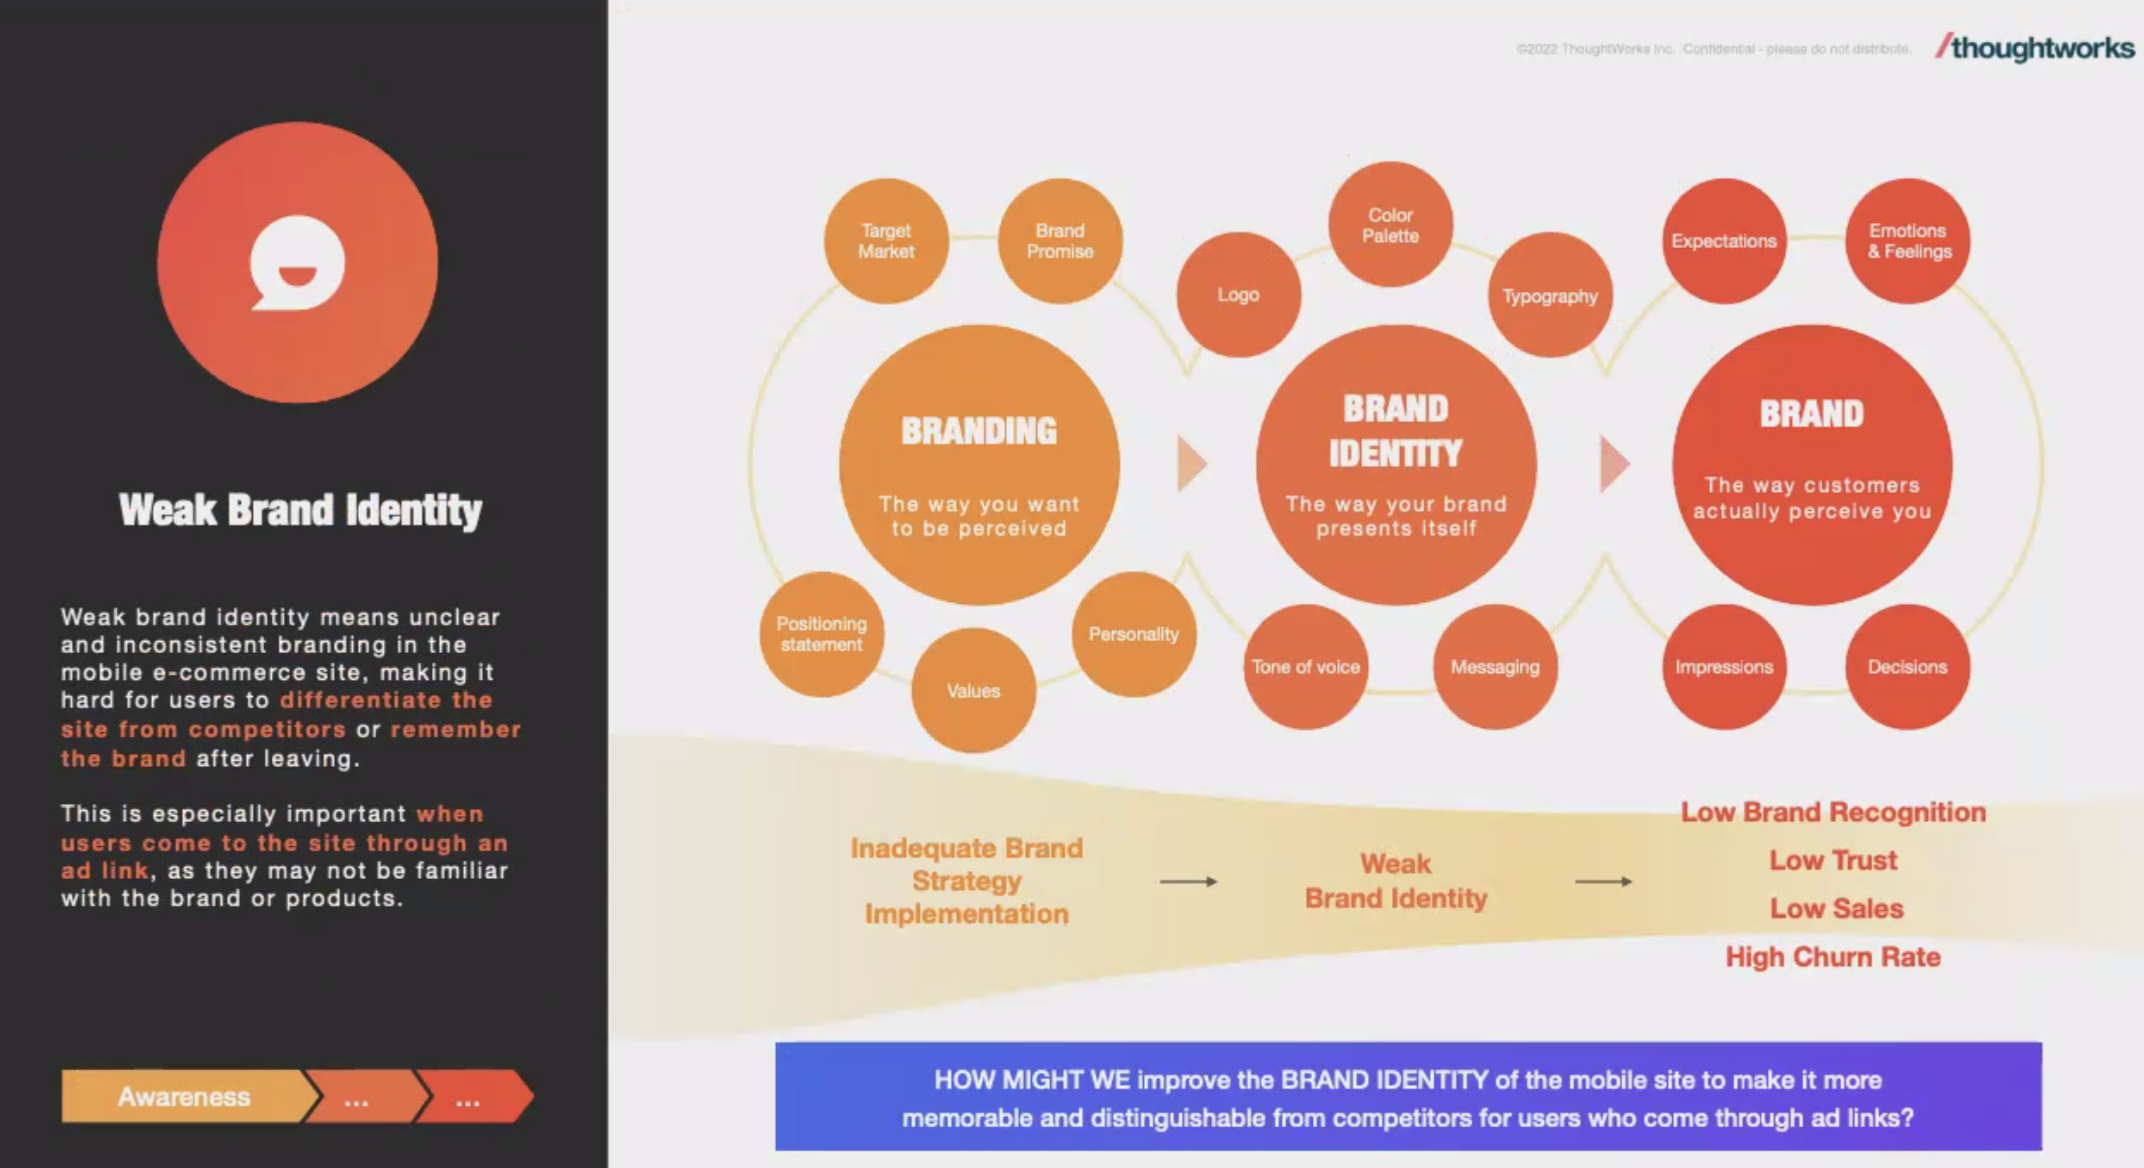 ©2022 ThoughtWorks Inc. Confidential - please do not distribute.
/thoughtworks
Weak Brand Identity
Weak brand identity means unclear
and inconsistent branding in the
mobile e-commerce site, making it
hard for users to differentiate the
site from competitors or remember
the brand after leaving.
This is especially important when
users come to the site through an
ad link, as they may not be familiar
with the brand or products.
Awareness
...
...
Target
Market
Brand
Promise
BRANDING
The way you want
to be perceived
Positioning
statement
Values
Personality
Logo
Color
Palette
Typography
BRAND
IDENTITY
The way your brand
presents itself
Tone of voice
Messaging
Expectations
Emotions
& Feelings
BRAND
The way customers
actually perceive you
Impressions
Decisions
Inadequate Brand
Strategy
Implementation
Weak
Brand Identity
Low Brand Recognition
Low Trust
Low Sales
High Churn Rate
HOW MIGHT WE improve the BRAND IDENTITY of the mobile site to make it more
memorable and distinguishable from competitors for users who come through ad links?